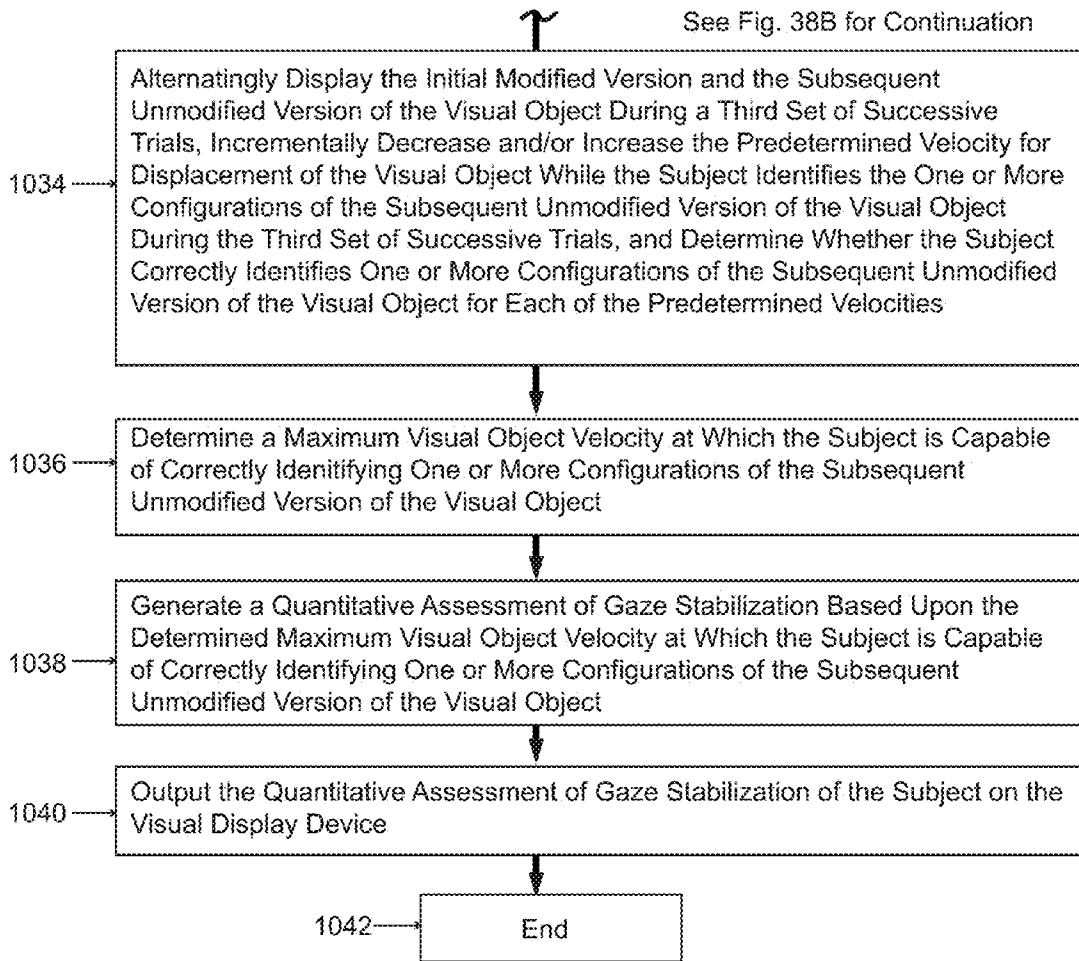 See Fig. 38B for Continuation
Alternatingly Display the Initial Modified Version and the Subsequent
Unmodified Version of the Visual Object During a Third Set of Successive
Trials, Incrementally Decrease and/or Increase the Predetermined Velocity for
Displacement of the Visual Object While the Subject Identifies the One or More
1034
Configurations of the Subsequent Unmodified Version of the Visual Object
During the Third Set of Successive Trials, and Determine Whether the Subject
Correctly Identifies One or More Configurations of the Subsequent Unmodified
Version of the Visual Object for Each of the Predetermined Velocities
Determine a Maximum Visual Object Velocity at Which the Subject is Capable
1036
of Correctly Idenitifying One or More Configurations of the Subsequent
Unmodified Version of the Visual Object
Generate a Quantitative Assessment of Gaze Stabilization Based Upon the
Determined Maximum Visual Object Velocity at Which the Subject is Capable
1038
of Correctly Identifying One or More Configurations of the Subsequent
Unmodified Version of the Visual Object
1040
Output the Quantitative Assessment of Gaze Stabilization of the Subject on the
Visual Display Device
1042
End